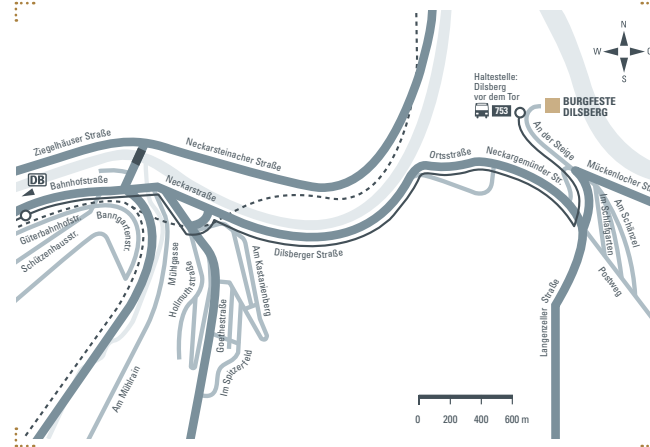 N
W
S
Haltestelle:
Dilsberg
vor dem Tor
753
BURGFESTE
DILSBERG
An der Steige
Ziegelhäuser Straße
Neckarsteinacher Straße
Ortsstraße
Neckargemünder Str.
Mückenlocher St
DB
Bahnhofstraße
Neckarstraße
Güterbahnhofstr.
Schützenhausstr.
Banngartenstr.
Im Schlafgarten
Am Schänzel
Mühlgasse
Hollmuthstraße
Am Kastanienberg
Dilsberger Straße
Postweg
Goethestraße
Langenzeller Straße
Im Spitzerfeld
Am Mühlrain
0 200 400 600 m